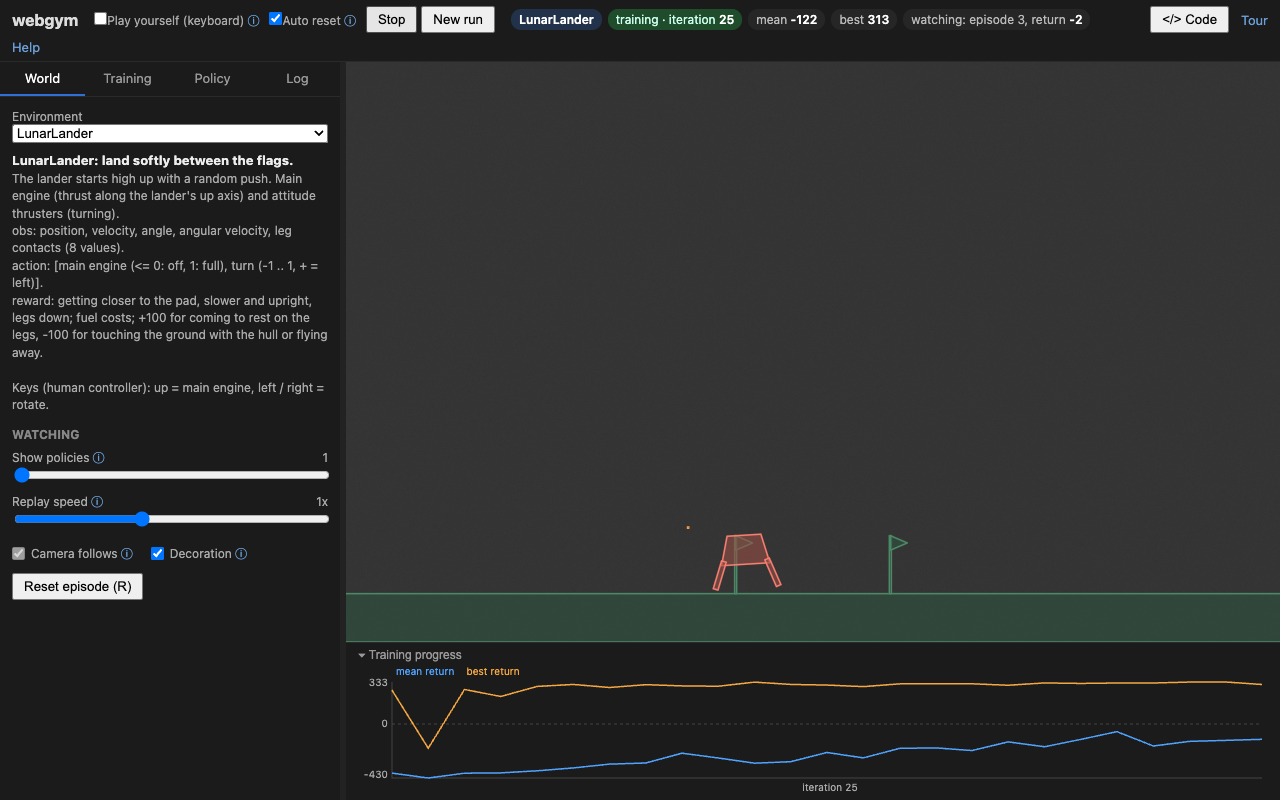 webgym
Play yourself (keyboard) ⓘ
Auto reset ⓘ
Stop
New run
LunarLander
training · iteration 25
mean -122
best 313
watching: episode 3, return -2
</> Code
Tour
Help
World
Training
Policy
Log
Environment
LunarLander
LunarLander: land softly between the flags.
The lander starts high up with a random push. Main
engine (thrust along the lander's up axis) and attitude
thrusters (turning).
obs: position, velocity, angle, angular velocity, leg
contacts (8 values).
action: [main engine (<= 0: off, 1: full), turn (-1 .. 1, + =
left)].
reward: getting closer to the pad, slower and upright,
legs down; fuel costs; +100 for coming to rest on the
legs, -100 for touching the ground with the hull or flying
away.
Keys (human controller): up = main engine, left / right =
rotate.
WATCHING
Show policies ⓘ
1
Replay speed ⓘ
1x
Camera follows ⓘ
Decoration ⓘ
Reset episode (R)
Training progress
mean return
best return
333
0
-430
Iteration 25